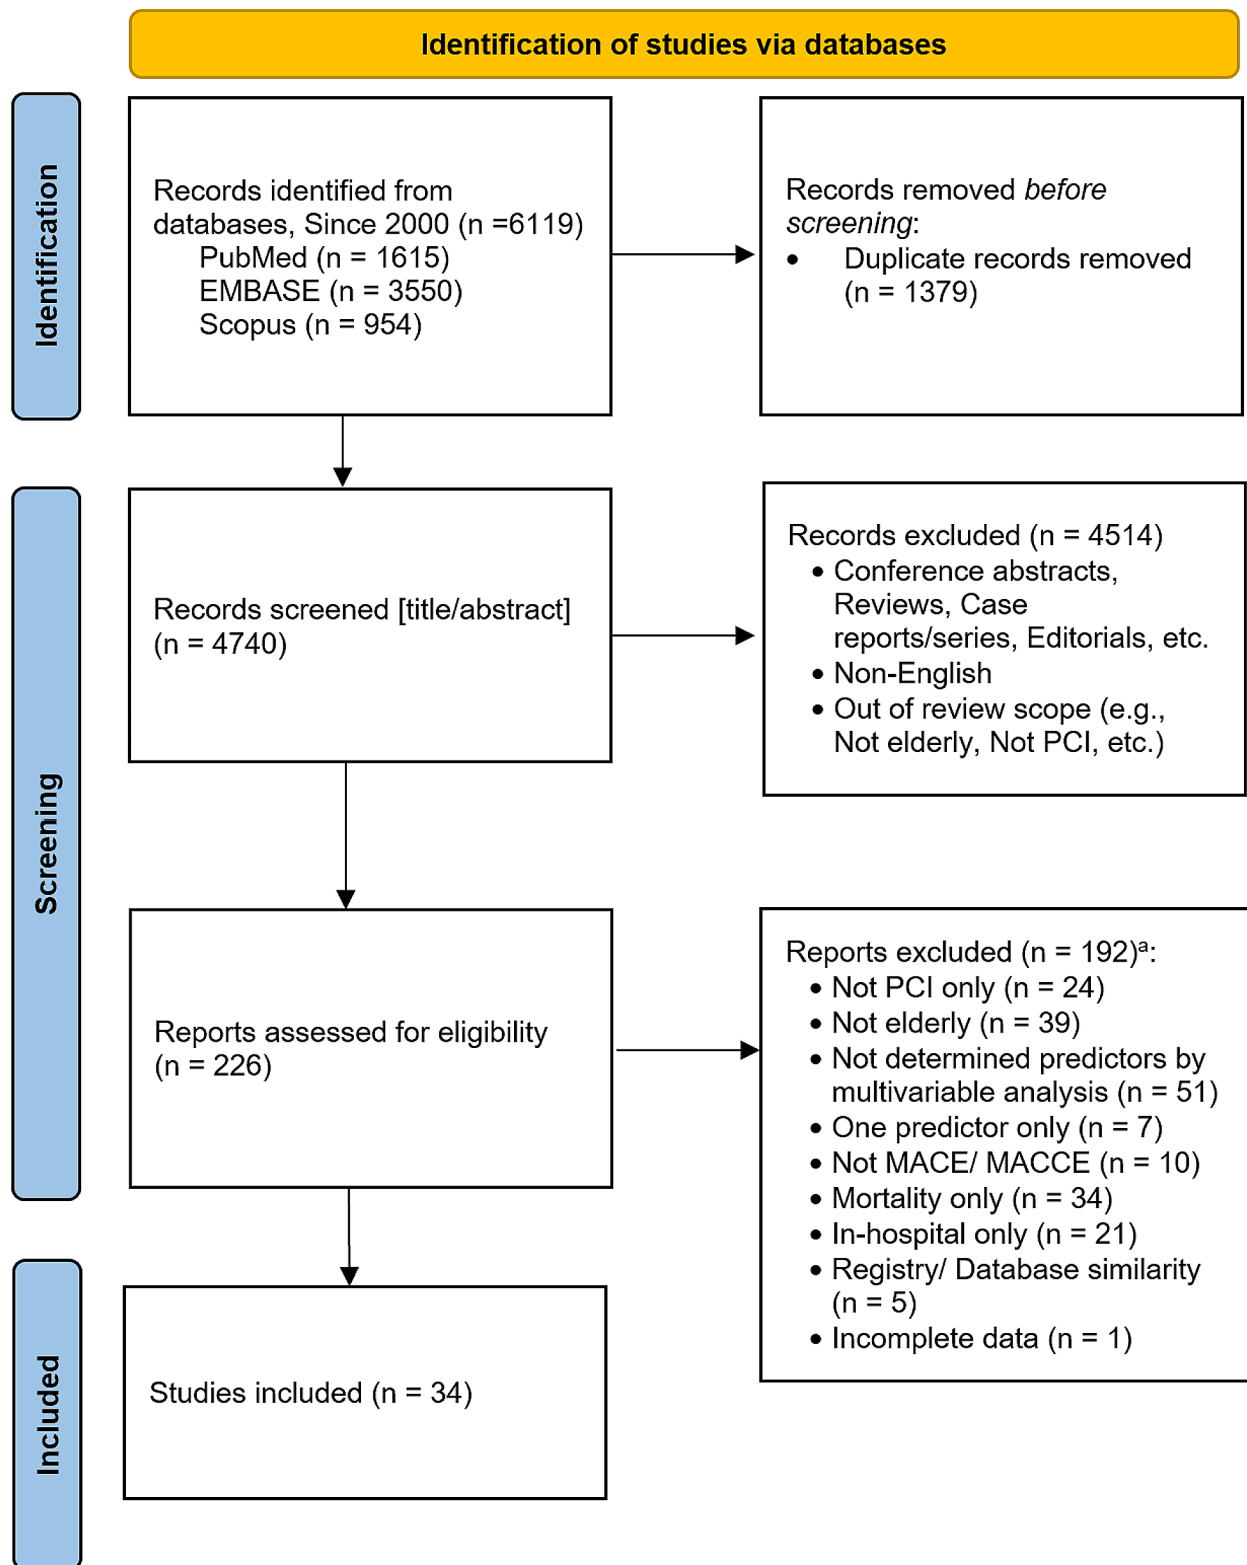 Identification of studies via databases
Identification
Records identified from
databases, Since 2000 (n =6119)
PubMed (n = 1615)
EMBASE (n = 3550)
Scopus (n = 954)
Records removed before
screening:
• Duplicate records removed
(n = 1379)
Screening
Records screened [title/abstract]
(n = 4740)
Records excluded (n = 4514)
• Conference abstracts,
Reviews, Case
reports/series, Editorials, etc.
• Non-English
• Out of review scope (e.g.,
Not elderly, Not PCI, etc.)
Reports assessed for eligibility
(n = 226)
Reports excluded (n = 192)ᵃ:
• Not PCI only (n = 24)
• Not elderly (n = 39)
• Not determined predictors by
multivariable analysis (n = 51)
• One predictor only (n = 7)
• Not MACE/ MACCE (n = 10)
• Mortality only (n = 34)
• In-hospital only (n = 21)
• Registry/ Database similarity
(n = 5)
• Incomplete data (n = 1)
Included
Studies included (n = 34)